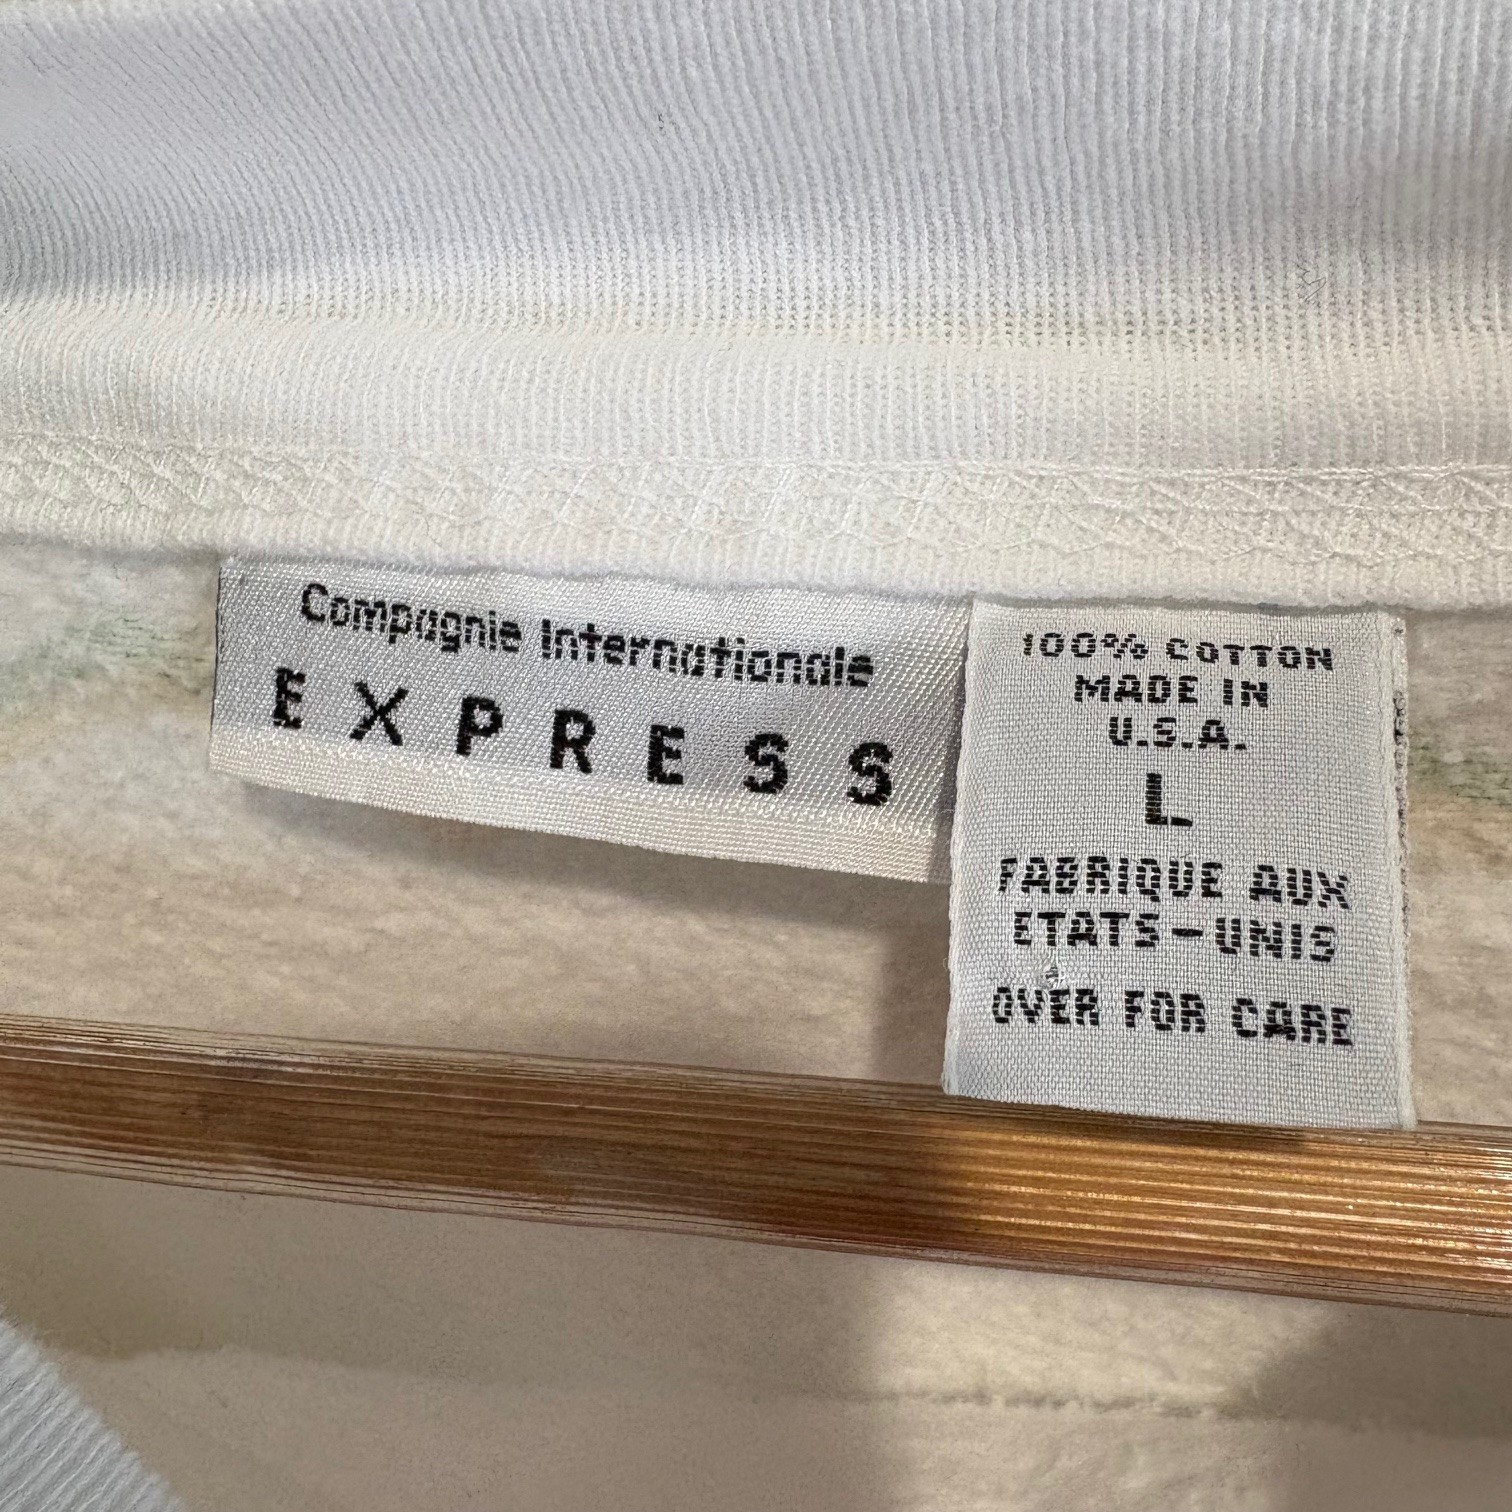 Compagnie Internationale
EXPRESS
100% COTTON
MADE IN
U.S.A.
L
FABRIQUE AUX
ETATS-UNIS
OVER FOR CARE